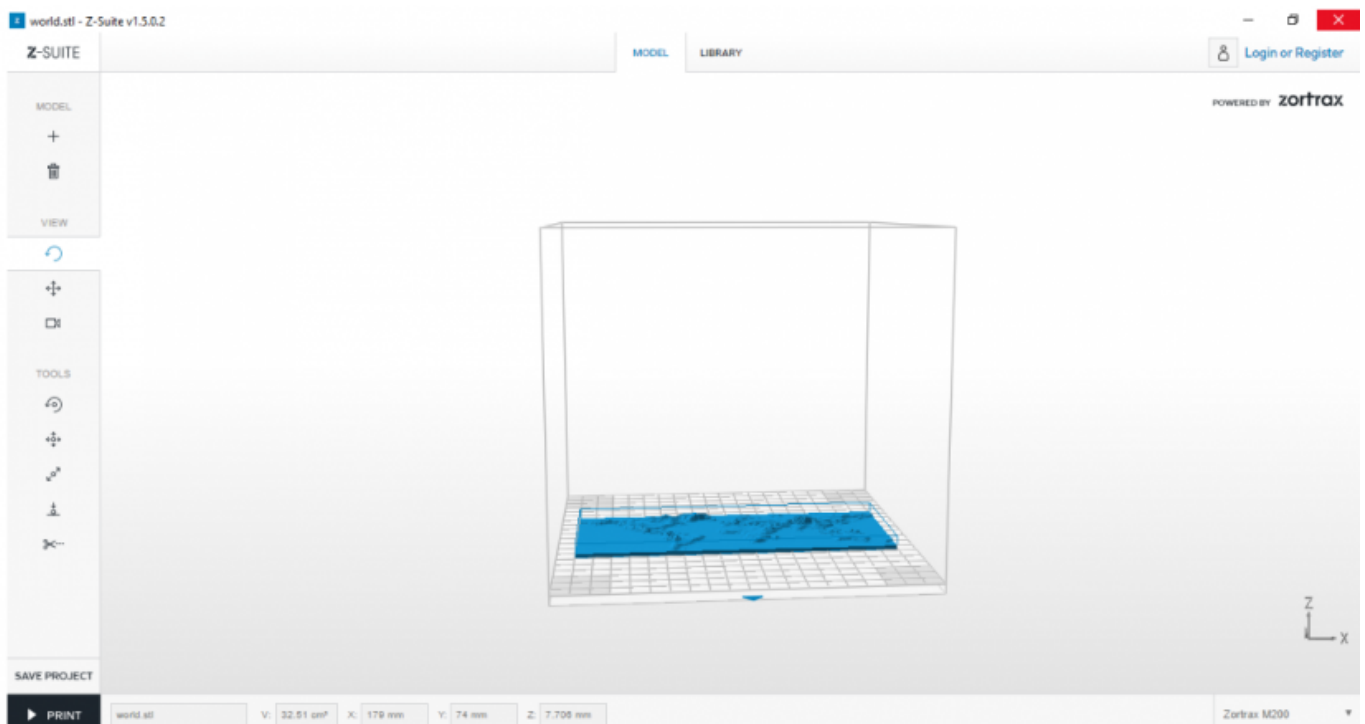 world.stl - Z-Suite v1.5.0.2
Z-SUITE
MODEL LIBRARY
Login or Register
POWERED BY zortrax
MODEL
VIEW
TOOLS
Z
X
SAVE PROJECT
PRINT
world.stl V: 32.51 cm³ X: 179 mm Y: 74 mm Z: 7.706 mm Zortrax M200